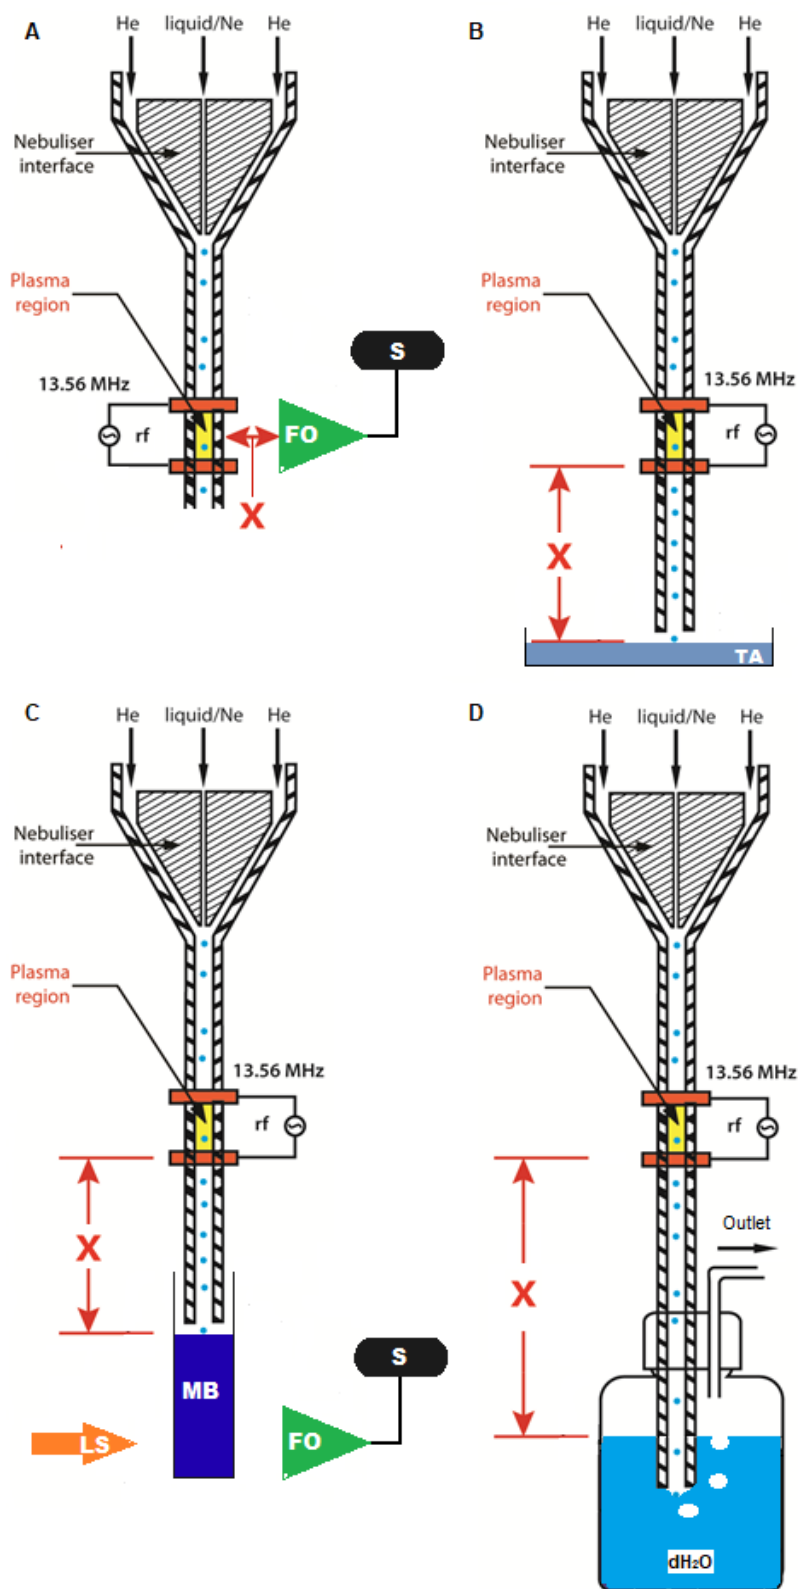 A
He liquid/Ne He
Nebuliser
interface
Plasma
region
13.56 MHz
rf
S
FO
X
B
He liquid/Ne He
Nebuliser
interface
Plasma
region
13.56 MHz
rf
X
TA
C
He liquid/Ne He
Nebuliser
interface
Plasma
region
13.56 MHz
rf
X
MB
LS
FO
S
D
He liquid/Ne He
Nebuliser
interface
Plasma
region
13.56 MHz
rf
X
Outlet
dH₂O